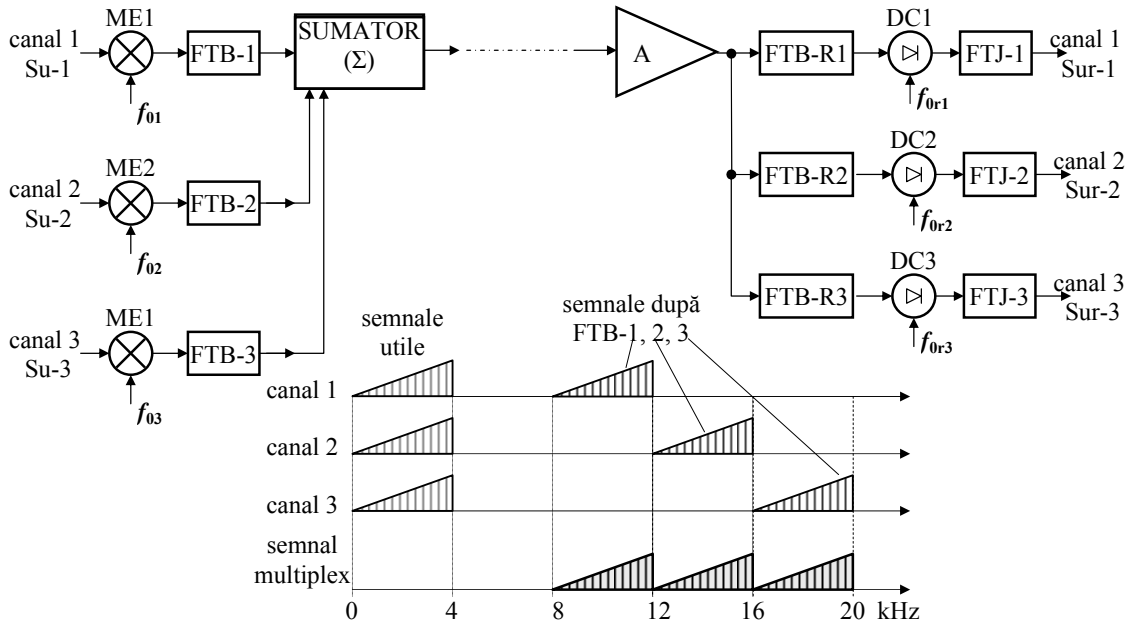 ME1
canal 1
Su-1
FTB-1
f01
SUMATOR
(Σ)
A
FTB-R1
DC1
f0r1
FTJ-1
canal 1
Sur-1
ME2
canal 2
Su-2
FTB-2
f02
FTB-R2
DC2
f0r2
FTJ-2
canal 2
Sur-2
ME1
canal 3
Su-3
FTB-3
f03
FTB-R3
DC3
f0r3
FTJ-3
canal 3
Sur-3
semnale
utile
semnale după
FTB-1, 2, 3
canal 1
canal 2
canal 3
semnal
multiplex
0 4 8 12 16 20 kHz